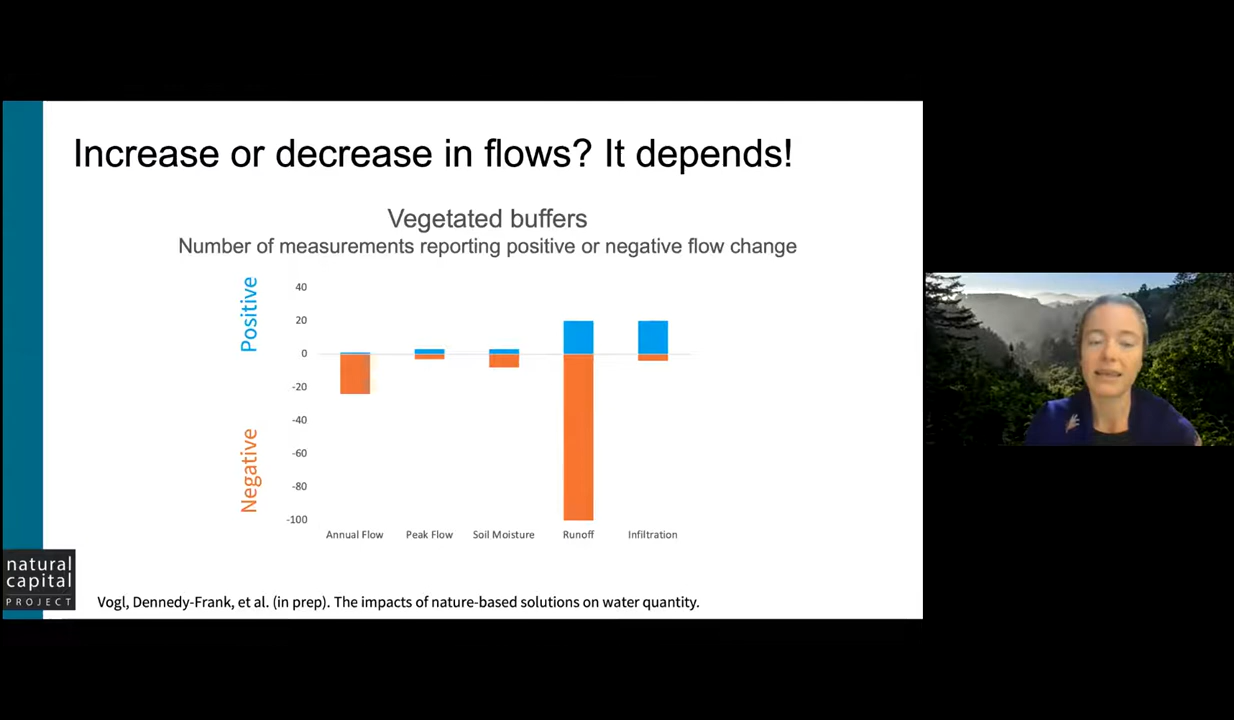 Increase or decrease in flows? It depends!
Vegetated buffers
Number of measurements reporting positive or negative flow change
Positive
Negative
40
20
0
-20
-40
-60
-80
-100
Annual Flow
Peak Flow
Soil Moisture
Runoff
Infiltration
natural
capital
PROJECT
Vogl, Dennedy-Frank, et al. (in prep). The impacts of nature-based solutions on water quantity.